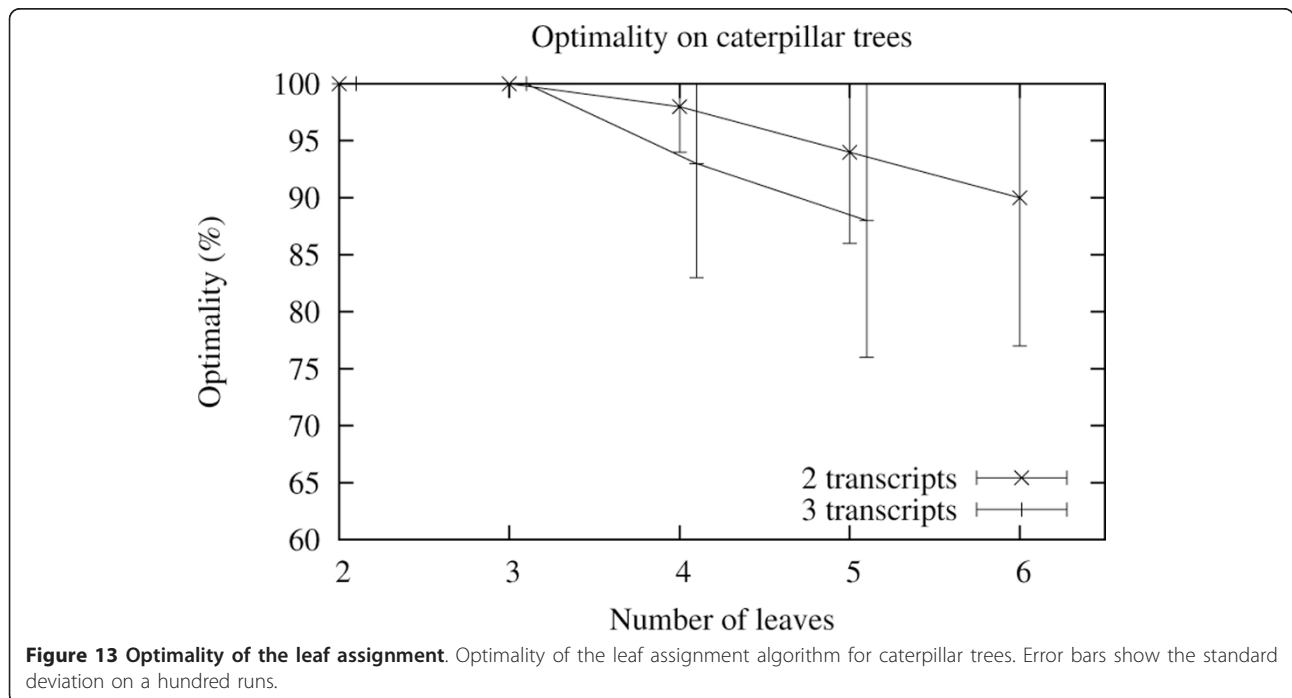 Optimality on caterpillar trees
100
95
90
85
80
75
70
65
60
Optimality (%)
2 transcripts
3 transcripts
2 3 4 5 6
Number of leaves
Figure 13 Optimality of the leaf assignment. Optimality of the leaf assignment algorithm for caterpillar trees. Error bars show the standard
deviation on a hundred runs.